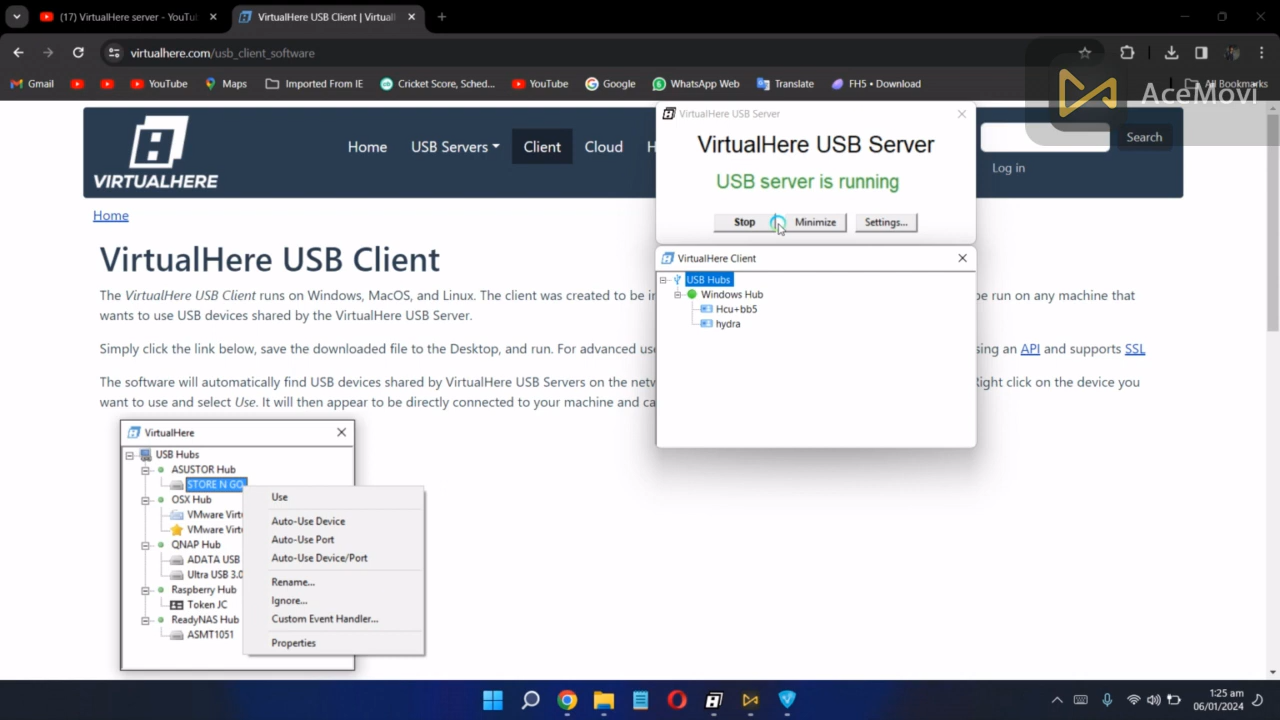 (17) VirtualHere server - YouTu
VirtualHere USB Client | Virtual
virtualhere.com/usb_client_software
Gmail
YouTube
Maps
Imported From IE
Cricket Score, Sched...
YouTube
Google
WhatsApp Web
Translate
FH5 • Download
All Bookmarks
AceMovi
VIRTUALHERE
Home
USB Servers
Client
Cloud
H
Search
Log in
VirtualHere USB Server
VirtualHere USB Server
USB server is running
Stop
Minimize
Settings...
VirtualHere Client
USB Hubs
Windows Hub
Hcu+bb5
hydra
Home
VirtualHere USB Client
The VirtualHere USB Client runs on Windows, MacOS, and Linux. The client was created to be in
be run on any machine that
wants to use USB devices shared by the VirtualHere USB Server.
Simply click the link below, save the downloaded file to the Desktop, and run. For advanced use
ing an API and supports SSL
The software will automatically find USB devices shared by VirtualHere USB Servers on the netw
Right click on the device you
want to use and select Use. It will then appear to be directly connected to your machine and ca
VirtualHere
USB Hubs
ASUSTOR Hub
STORE N GO
OSX Hub
VMware Virtu
VMware Virtu
QNAP Hub
ADATA USB
Ultra USB 3.0
Raspberry Hub
Token JC
ReadyNAS Hub
ASMT1051
Use
Auto-Use Device
Auto-Use Port
Auto-Use Device/Port
Rename...
Ignore...
Custom Event Handler...
Properties
1:25 am
06/01/2024